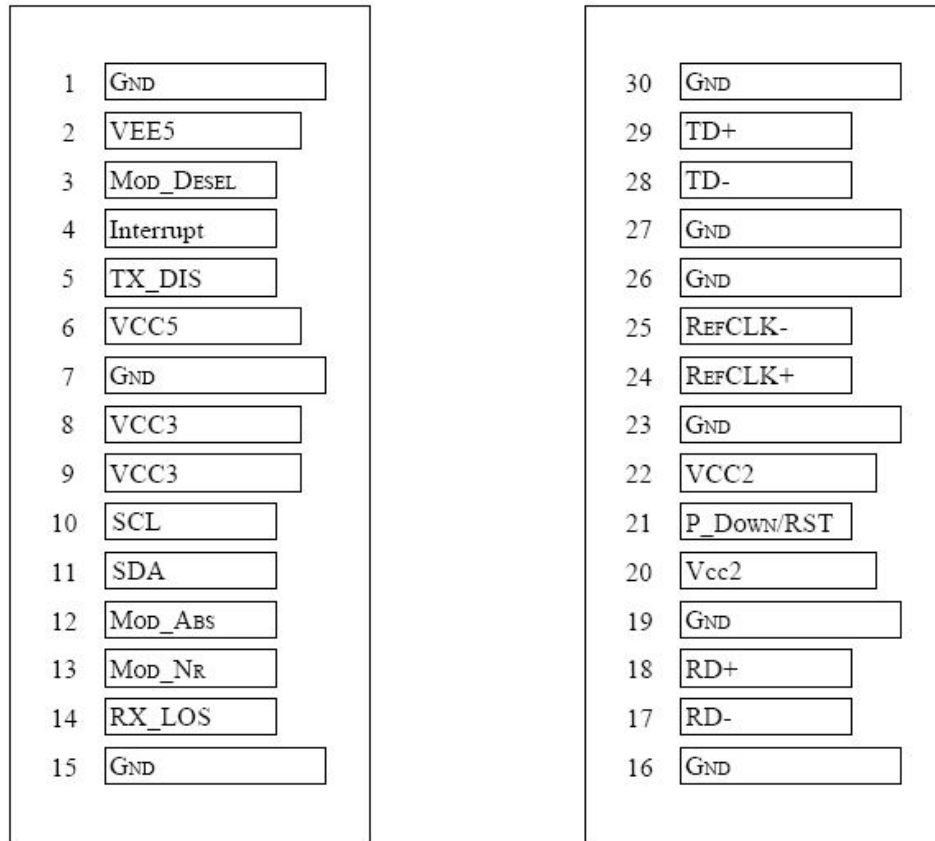 1 GND
2 VEE5
3 MOD_DESEL
4 Interrupt
5 TX_DIS
6 VCC5
7 GND
8 VCC3
9 VCC3
10 SCL
11 SDA
12 MOD_ABS
13 MOD_NR
14 RX_LOS
15 GND
30 GND
29 TD+
28 TD-
27 GND
26 GND
25 REFCLK-
24 REFCLK+
23 GND
22 VCC2
21 P_DOWN/RST
20 Vcc2
19 GND
18 RD+
17 RD-
16 GND